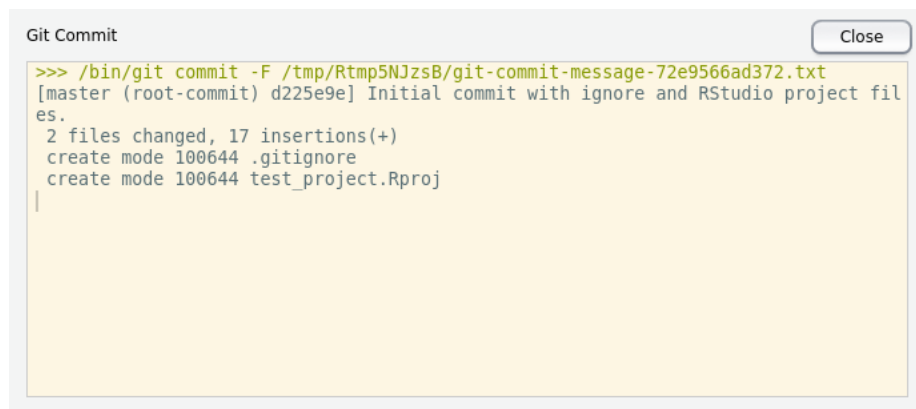 Git Commit
Close
>>> /bin/git commit -F /tmp/Rtmp5NJzsB/git-commit-message-72e9566ad372.txt
[master (root-commit) d225e9e] Initial commit with ignore and RStudio project fil
es.
 2 files changed, 17 insertions(+)
 create mode 100644 .gitignore
 create mode 100644 test_project.Rproj